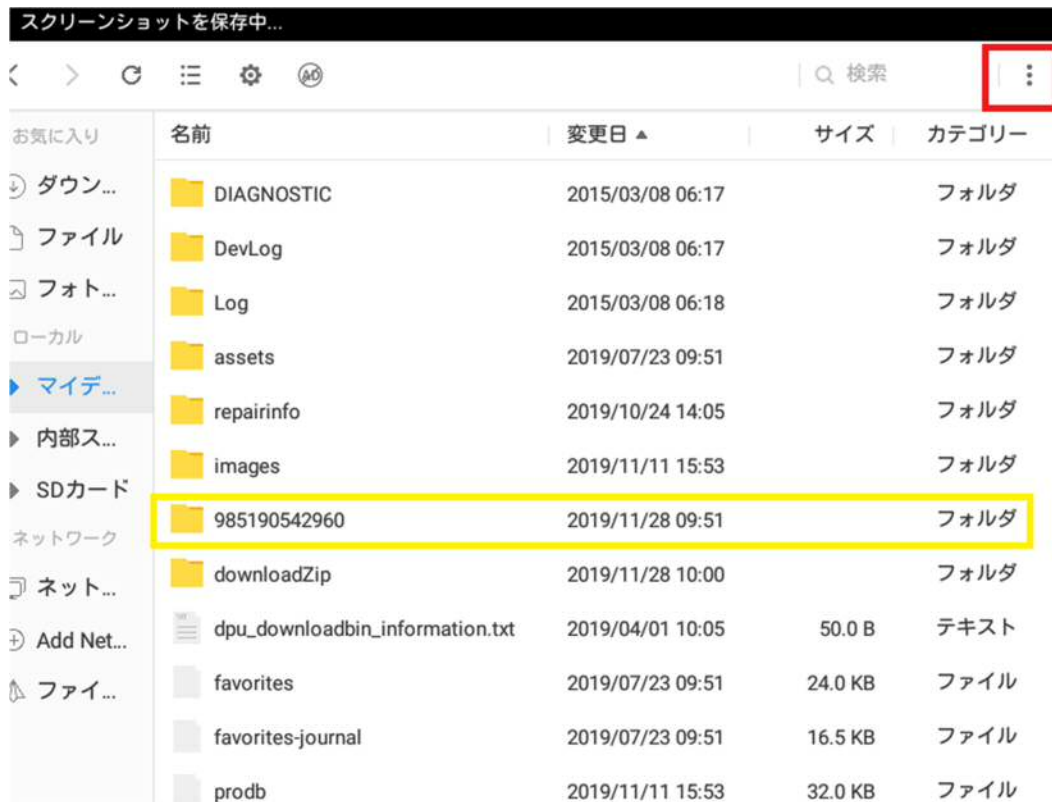 スクリーンショットを保存中...
検索
お気に入り
ダウン...
ファイル
フォト...
ローカル
マイデ...
内部ス...
SDカード
ネットワーク
ネット...
Add Net...
ファイ...
名前 変更日 サイズ カテゴリー
DIAGNOSTIC 2015/03/08 06:17 フォルダ
DevLog 2015/03/08 06:17 フォルダ
Log 2015/03/08 06:18 フォルダ
assets 2019/07/23 09:51 フォルダ
repairinfo 2019/10/24 14:05 フォルダ
images 2019/11/11 15:53 フォルダ
985190542960 2019/11/28 09:51 フォルダ
downloadZip 2019/11/28 10:00 フォルダ
dpu_downloadbin_information.txt 2019/04/01 10:05 50.0 B テキスト
favorites 2019/07/23 09:51 24.0 KB ファイル
favorites-journal 2019/07/23 09:51 16.5 KB ファイル
prodb 2019/11/11 15:53 32.0 KB ファイル